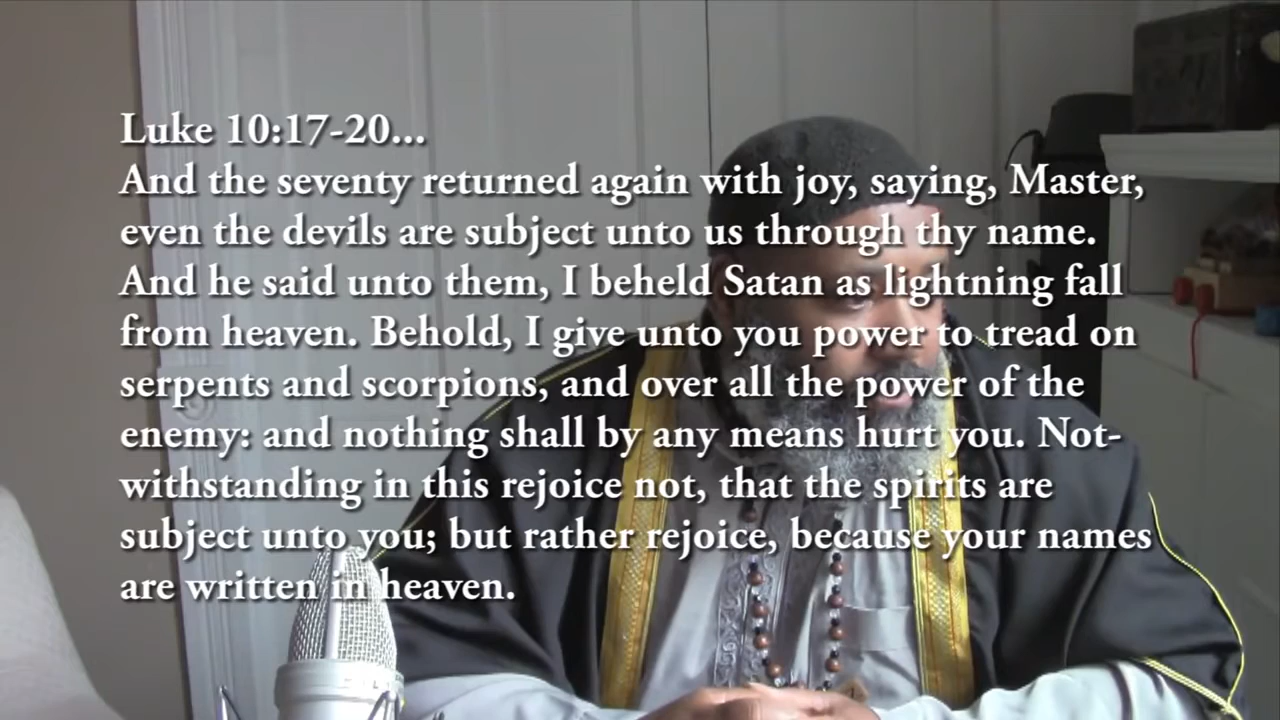 Luke 10:17-20...
And the seventy returned again with joy, saying, Master,
even the devils are subject unto us through thy name.
And he said unto them, I beheld Satan as lightning fall
from heaven. Behold, I give unto you power to tread on
serpents and scorpions, and over all the power of the
enemy: and nothing shall by any means hurt you. Not-
withstanding in this rejoice not, that the spirits are
subject unto you; but rather rejoice, because your names
are written in heaven.